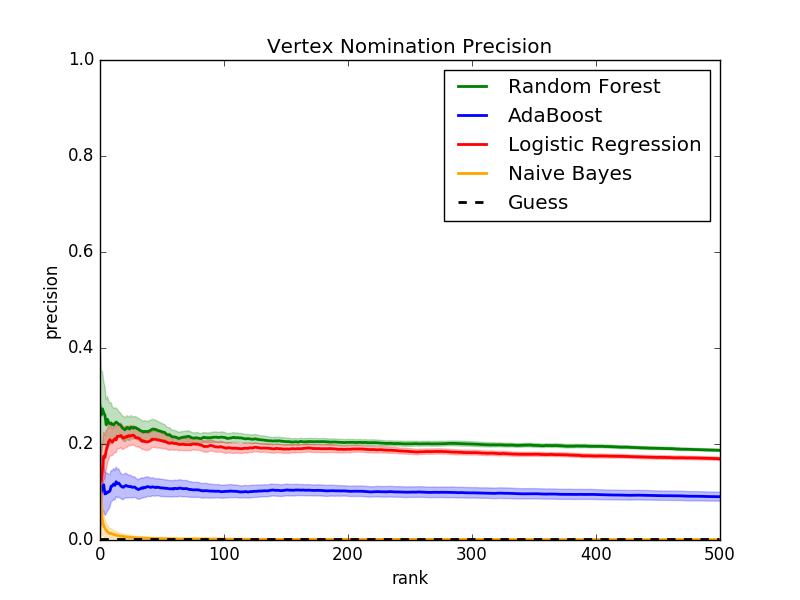 Vertex Nomination Precision
1.0
0.8
0.6
0.4
0.2
0.0
precision
Random Forest
AdaBoost
Logistic Regression
Naive Bayes
Guess
0
100
200
300
400
500
rank